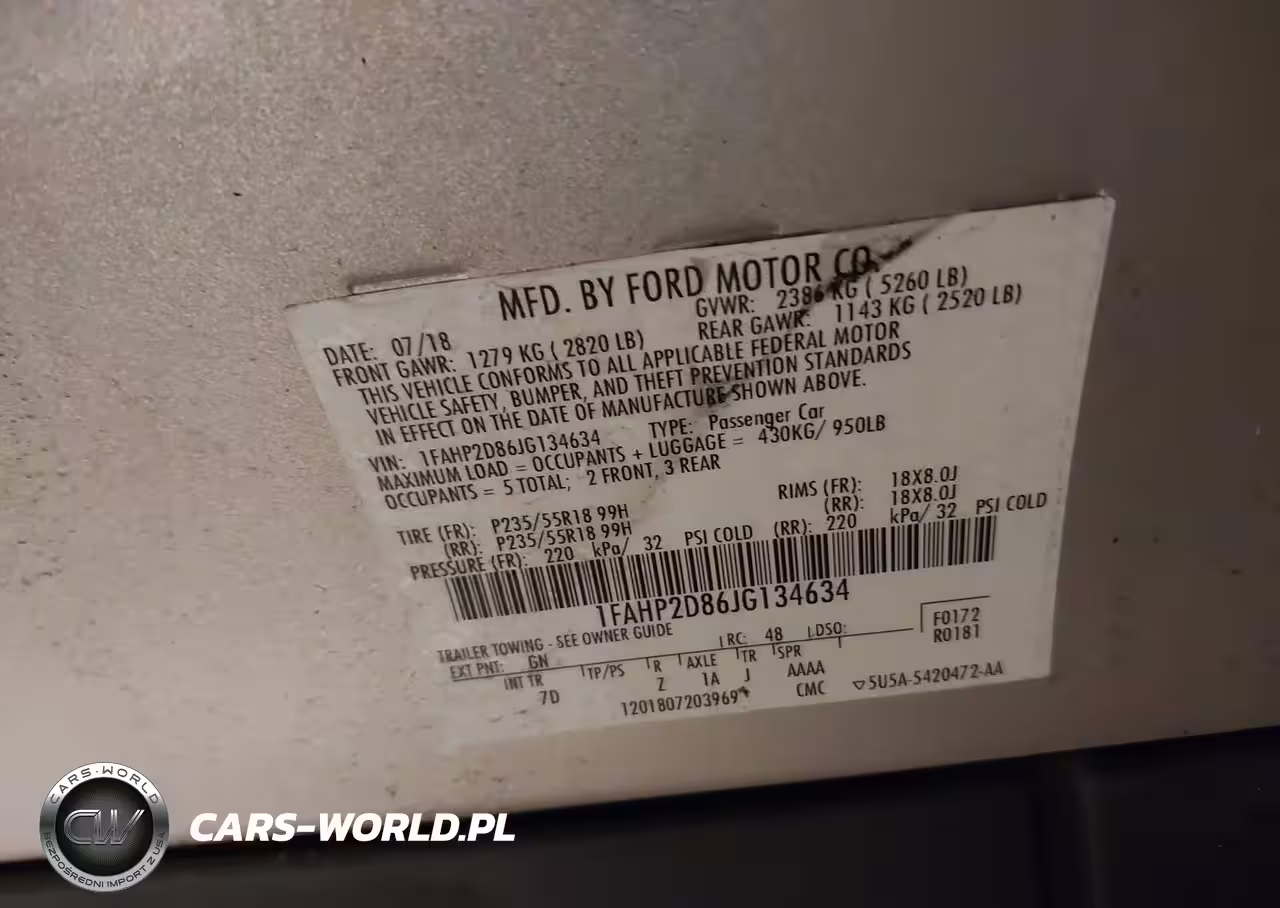 MFD. BY FORD MOTOR CO.
DATE: 07/18 GVWR: 2386 KG ( 5260 LB)
FRONT GAWR: 1279 KG ( 2820 LB) REAR GAWR: 1143 KG ( 2520 LB)
THIS VEHICLE CONFORMS TO ALL APPLICABLE FEDERAL MOTOR
VEHICLE SAFETY, BUMPER, AND THEFT PREVENTION STANDARDS
IN EFFECT ON THE DATE OF MANUFACTURE SHOWN ABOVE.
VIN: 1FAHP2D86JG134634 TYPE: Passenger Car
MAXIMUM LOAD = OCCUPANTS + LUGGAGE = 430KG/ 950LB
OCCUPANTS = 5 TOTAL; 2 FRONT, 3 REAR
TIRE (FR): P235/55R18 99H RIMS (FR): 18X8.0J
(RR): P235/55R18 99H (RR): 18X8.0J
PRESSURE (FR): 220 kPa/ 32 PSI COLD (RR): 220 kPa/ 32 PSI COLD
1FAHP2D86JG134634
TRAILER TOWING - SEE OWNER GUIDE
EXT PNT: GN RC: 48 DSO: F0172
R0181
INT TR TP/PS R AXLE TR SPR
7D Z 1A J AAAA
1201807203969* CMC ▽5U5A-5420472-AA
CARS-WORLD
CW
BEZPOŚREDNI IMPORT Z USA
CARS-WORLD.PL